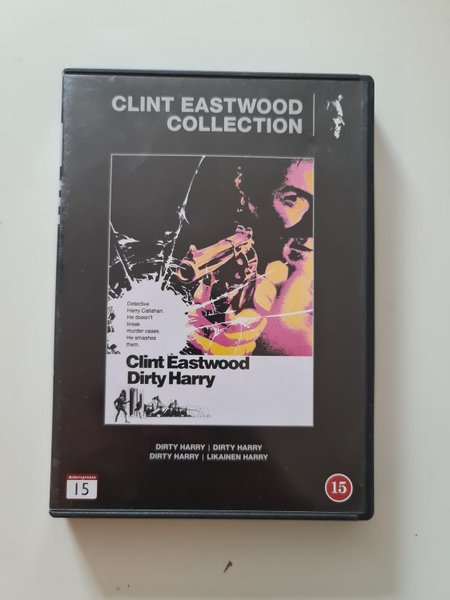 CLINT EASTWOOD
COLLECTION
Detective
Harry Callahan.
He doesn't
break
murder cases.
He smashes
them.
Clint Eastwood
Dirty Harry
DIRTY HARRY | DIRTY HARRY
DIRTY HARRY | LIKAINEN HARRY
Aldersgrense
15
15